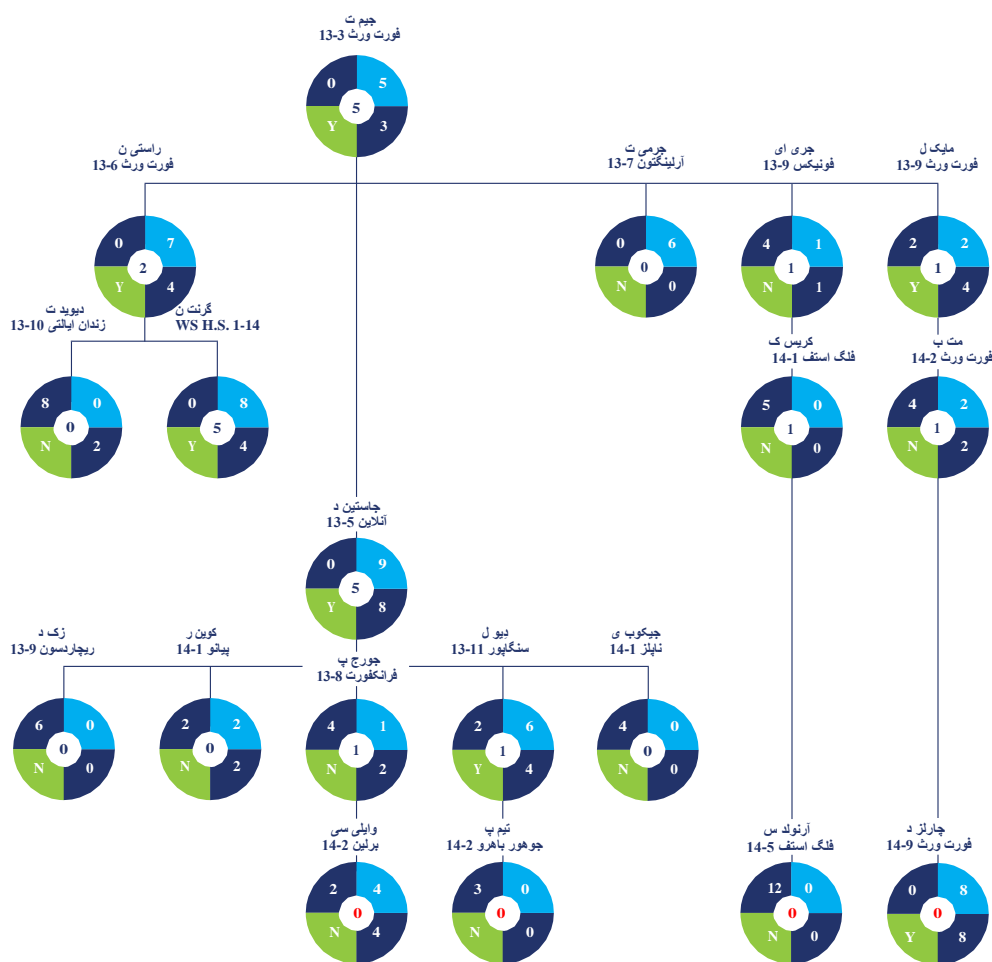 جیم ت
فورت ورث 3-13
0 5
5
Y 3
راستی ن
فورت ورث 6-13
0 7
2
Y 4
جرمی ت
آرلینگتون 7-13
0 6
0
N 0
جری ای
فونیکس 9-13
4 1
1
N 1
مایک ل
فورت ورث 9-13
2 2
1
Y 4
دیوید ت
زندان ایالتی 10-13
8 0
0
N 2
گرنت ن
WS H.S. 1-14
0 8
5
Y 4
کریس ک
فلگ استف 1-14
5 0
1
N 0
مت ب
فورت ورث 2-14
4 2
1
N 2
جاستین د
آنلاین 5-13
0 9
5
Y 8
زک د
ریچاردسون 9-13
6 0
0
N 0
کوین ر
پیانو 1-14
2 2
0
N 2
جورج پ
فرانکفورت 8-13
4 1
1
N 2
دیو ل
سنگاپور 11-13
2 6
1
Y 4
جیکوب ی
ناپلز 1-14
4 0
0
N 0
وایلی سی
برلین 2-14
2 4
0
N 4
تیم پ
جوهور باهرو 2-14
3 0
0
N 0
آرنولد س
فلگ استف 5-14
12 0
0
N 0
چارلز د
فورت ورث 9-14
0 8
0
Y 8